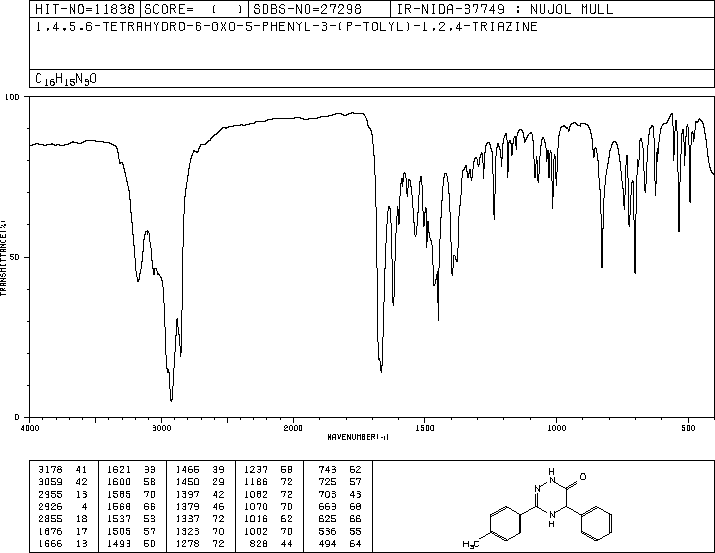 HIT-NO=11838 SCORE= ( ) SDBS-NO=27298 IR-NIDA-37749 : NUJOL MULL
1,4,5,6-TETRAHYDRO-6-OXO-5-PHENYL-3-(P-TOLYL)-1,2,4-TRIAZINE
C16H15N3O
100
50
0
TRANSMITTANCE(%)
4000 3000 2000 1500 1000 500
WAVENUMBER(-1)
3178 41 1621 39 1466 39 1237 58 743 62
3059 42 1600 58 1450 29 1186 72 725 57
2955 13 1585 70 1397 42 1082 72 703 43
2926 4 1568 66 1379 46 1070 70 669 68
2855 18 1537 53 1337 72 1016 62 625 66
1676 17 1505 57 1323 70 1002 70 536 55
1666 13 1493 50 1278 72 828 44 494 64
H
N
HN
O
N
N
H
H3C